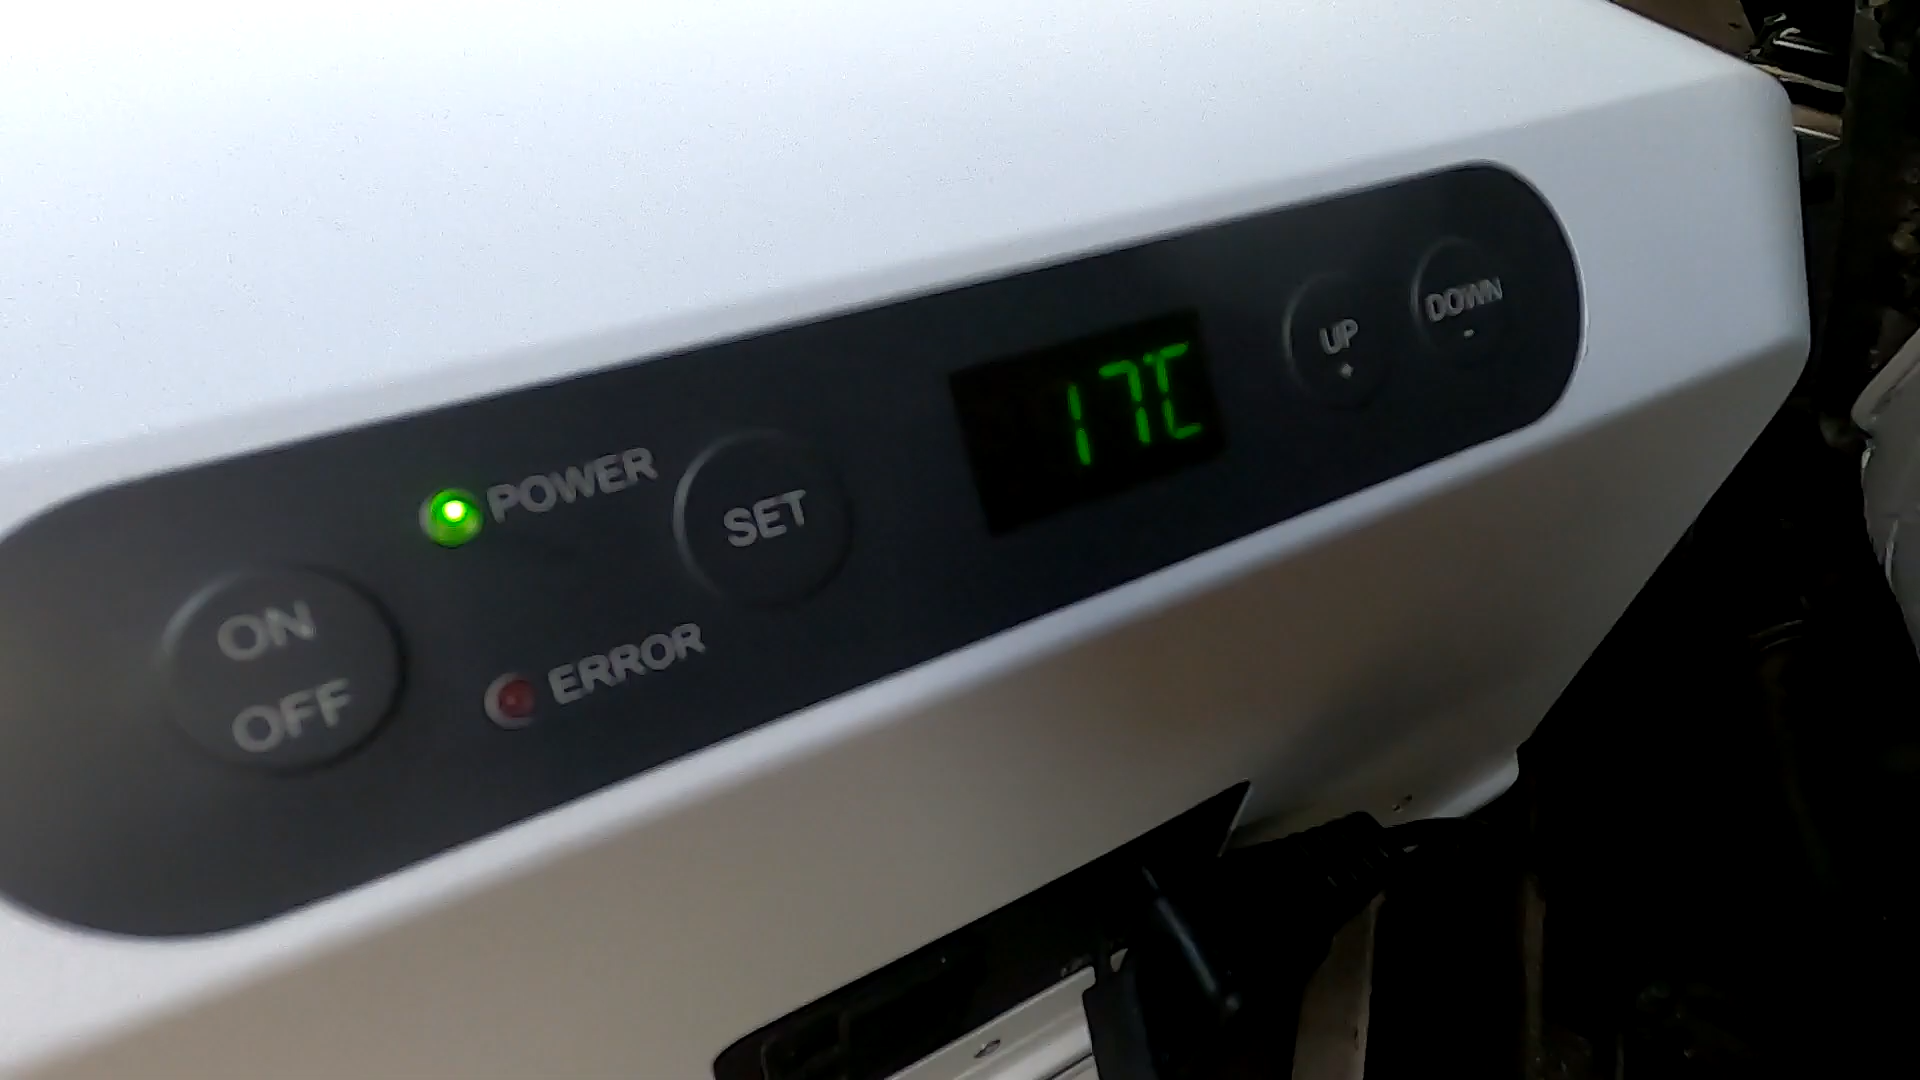 ON
OFF
POWER
ERROR
SET
17°C
UP
+
DOWN
-